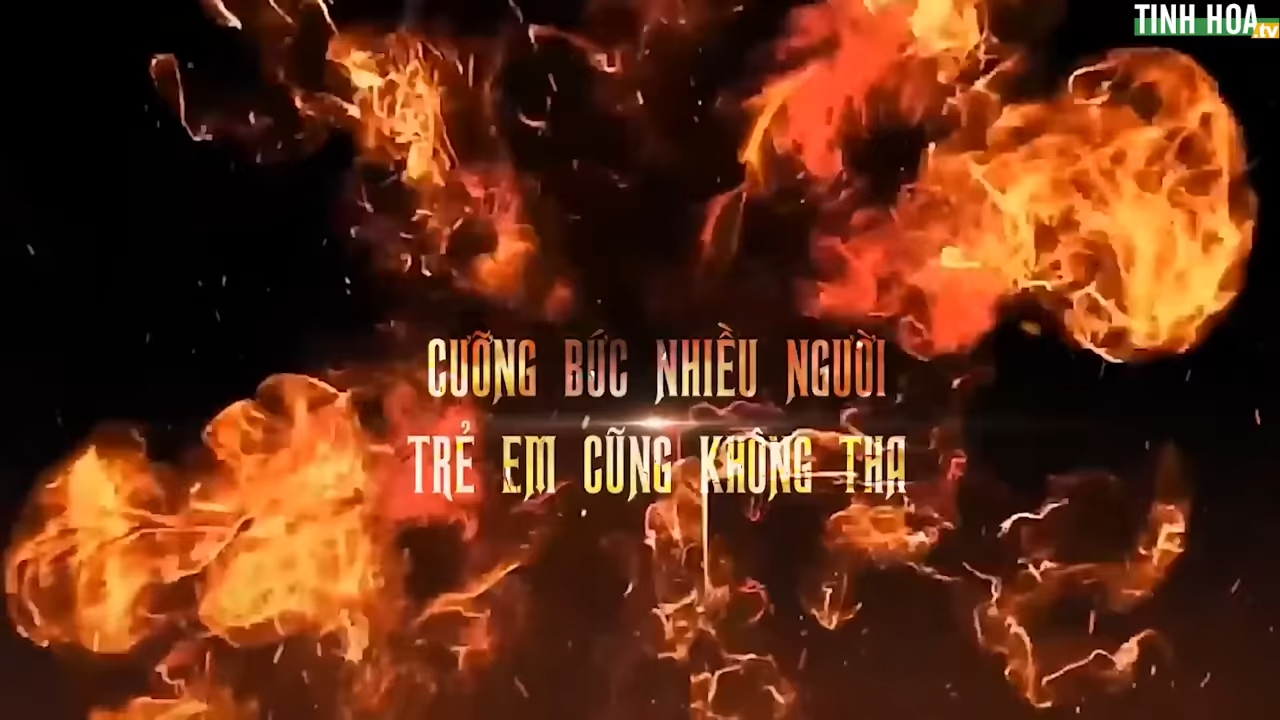 TINH HOA.tv
CƯỠNG BỨC NHIỀU NGƯỜI
TRẺ EM CŨNG KHÔNG THA